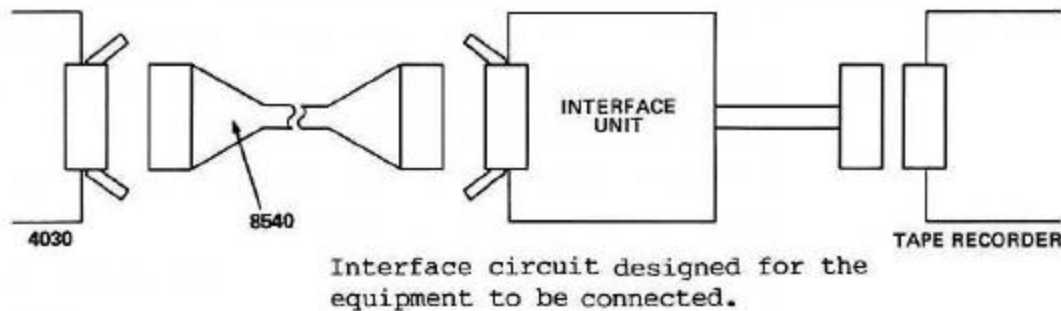 INTERFACE
UNIT
8540
4030
TAPE RECORDER
Interface circuit designed for the
equipment to be connected.